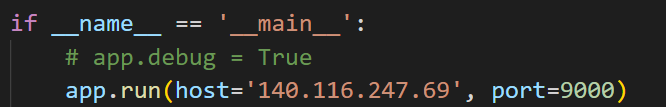 if __name__ == '__main__':
    # app.debug = True
    app.run(host='140.116.247.69', port=9000)